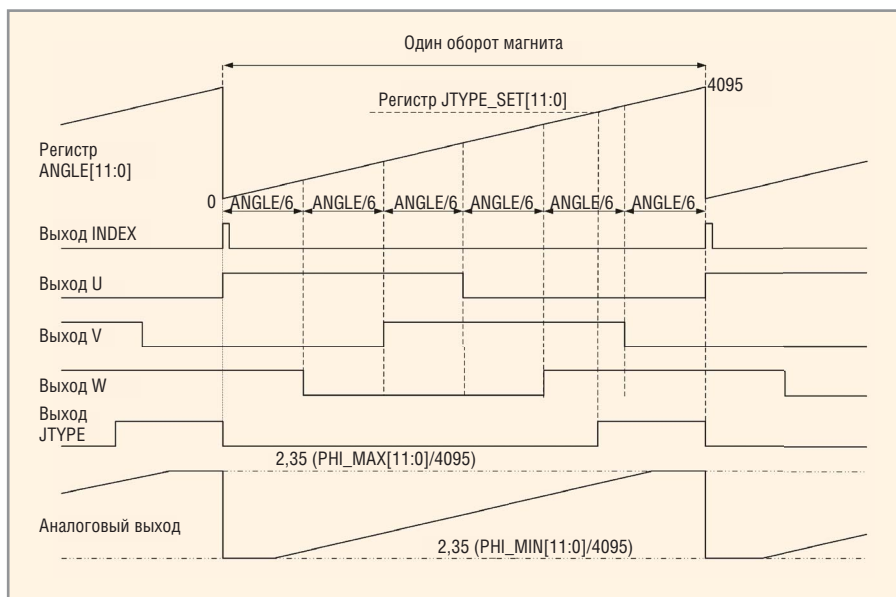 Один оборот магнита
4095
Регистр JTYPE_SET[11:0]
Регистр
ANGLE[11:0]
0
ANGLE/6 ANGLE/6 ANGLE/6 ANGLE/6 ANGLE/6 ANGLE/6
Выход INDEX
Выход U
Выход V
Выход W
Выход
JTYPE
2,35 (PHI_MAX[11:0]/4095)
Аналоговый выход
2,35 (PHI_MIN[11:0]/4095)